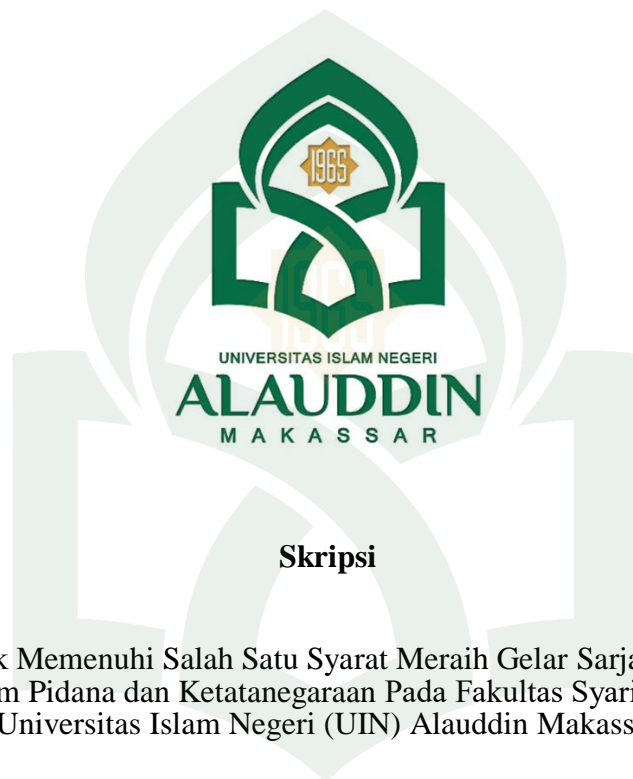 1965
UNIVERSITAS ISLAM NEGERI
ALAUDDIN
MAKASSAR
Skripsi
Memenuhi Salah Satu Syarat Meraih Gelar
Pidana dan Ketatanegaraan Pada Fakultas
Universitas Islam Negeri (UIN) Alauddin